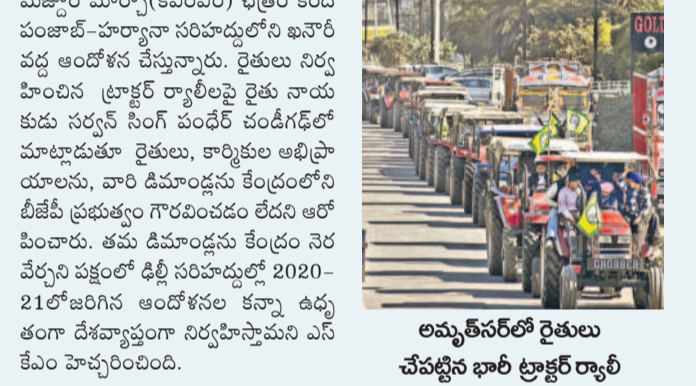 మజ్దూర్ మోర్చా(కేఎంఎం) ఛత్రం కింద
పంజాబ్-హర్యానా సరిహద్దులోని ఖనౌరీ
వద్ద ఆందోళన చేస్తున్నారు. రైతులు నిర్వ
హించిన ట్రాక్టర్ ర్యాలీలపై రైతు నాయ
కుడు సర్వన్ సింగ్ పంధేర్ చండీగఢ్‌లో
మాట్లాడుతూ రైతులు, కార్మికుల అభిప్రా
యాలను, వారి డిమాండ్లను కేంద్రంలోని
బీజేపీ ప్రభుత్వం గౌరవించడం లేదని ఆరో
పించారు. తమ డిమాండ్లను కేంద్రం నెర
వేర్చని పక్షంలో ఢిల్లీ సరిహద్దుల్లో 2020-
21లోజరిగిన ఆందోళనల కన్నా ఉధృ
తంగా దేశవ్యాప్తంగా నిర్వహిస్తామని ఎస్
కేఎం హెచ్చరించింది.
GOLD
CHOBBER
అమృత్‌సర్‌లో రైతులు
చేపట్టిన భారీ ట్రాక్టర్ ర్యాలీ